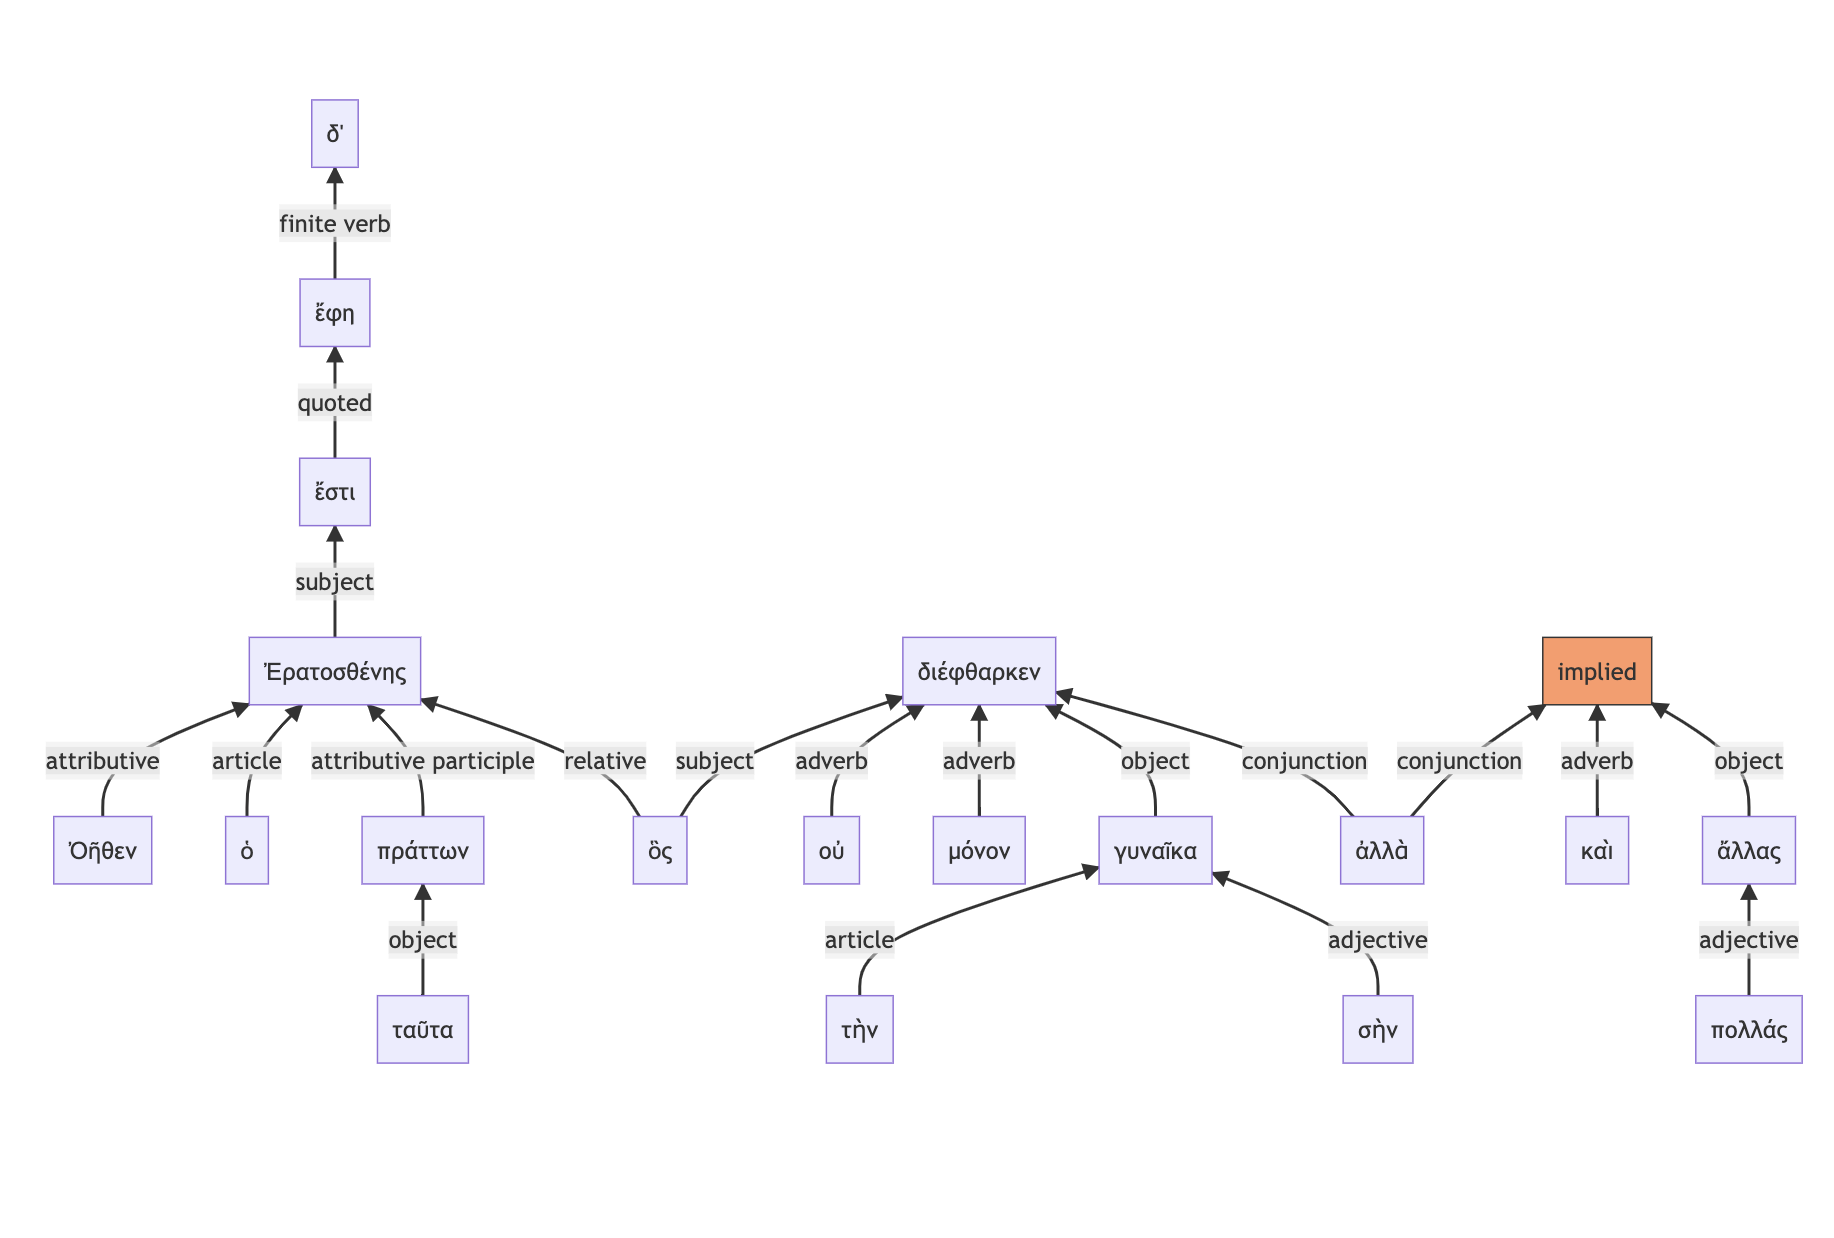 δ'
finite verb
ἔφη
quoted
ἔστι
subject
Ἐρατοσθένης
διέφθαρκεν
implied
attributive
article
attributive participle
relative
subject
adverb
adverb
object
conjunction
conjunction
adverb
object
Ὀῆθεν
ὁ
πράττων
ὃς
οὐ
μόνον
γυναῖκα
ἀλλὰ
καὶ
ἄλλας
object
article
adjective
adjective
ταῦτα
τὴν
σὴν
πολλάς